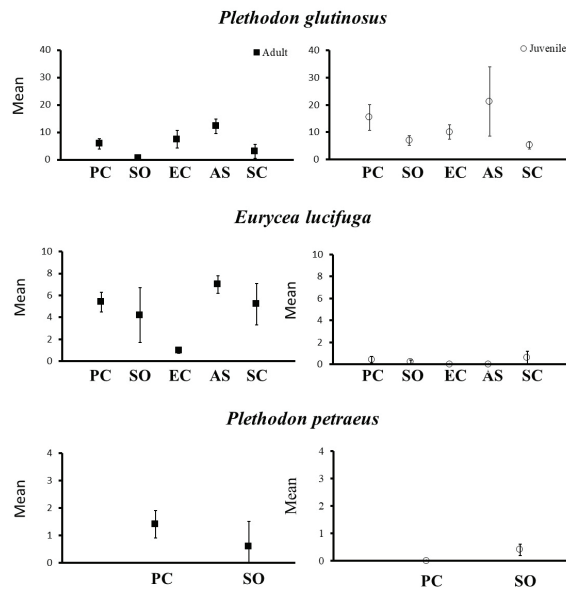 Plethodon glutinosus
Mean
40
30
20
10
0
Adult
PC SO EC AS SC
40
30
20
10
0
Juvenile
PC SO EC AS SC
Eurycea lucifuga
Mean
10
8
6
4
2
0
PC SO EC AS SC
Mean
10
8
6
4
2
0
PC SO EC AS SC
Plethodon petraeus
Mean
4
3
2
1
0
PC SO
Mean
4
3
2
1
0
PC SO